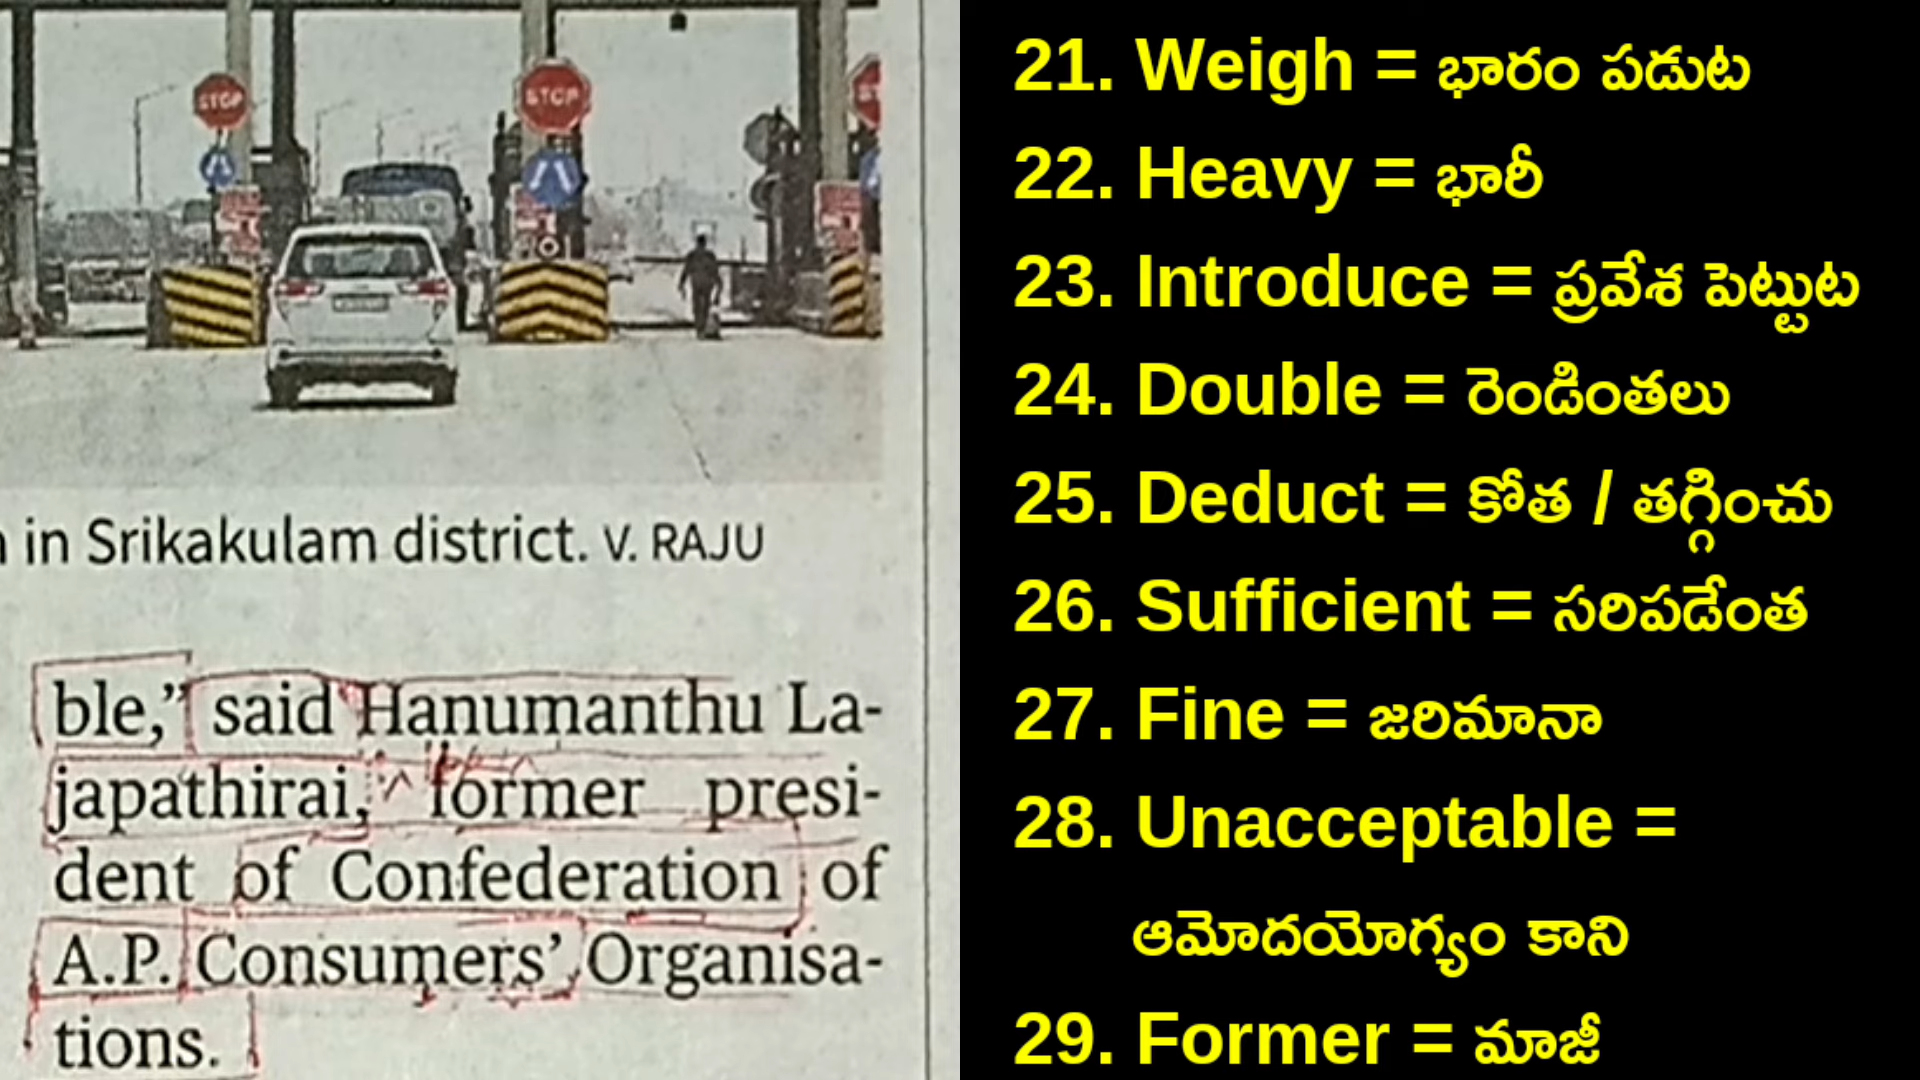 STOP
STOP
in Srikakulam district. V. RAJU
ble,” said Hanumanthu La-
japathirai, former presi-
dent of Confederation of
A.P. Consumers’ Organisa-
tions.
21. Weigh = భారం పడుట
22. Heavy = భారీ
23. Introduce = ప్రవేశ పెట్టుట
24. Double = రెండింతలు
25. Deduct = కోత / తగ్గించు
26. Sufficient = సరిపడేంత
27. Fine = జరిమానా
28. Unacceptable =
ఆమోదయోగ్యం కాని
29. Former = మాజీ